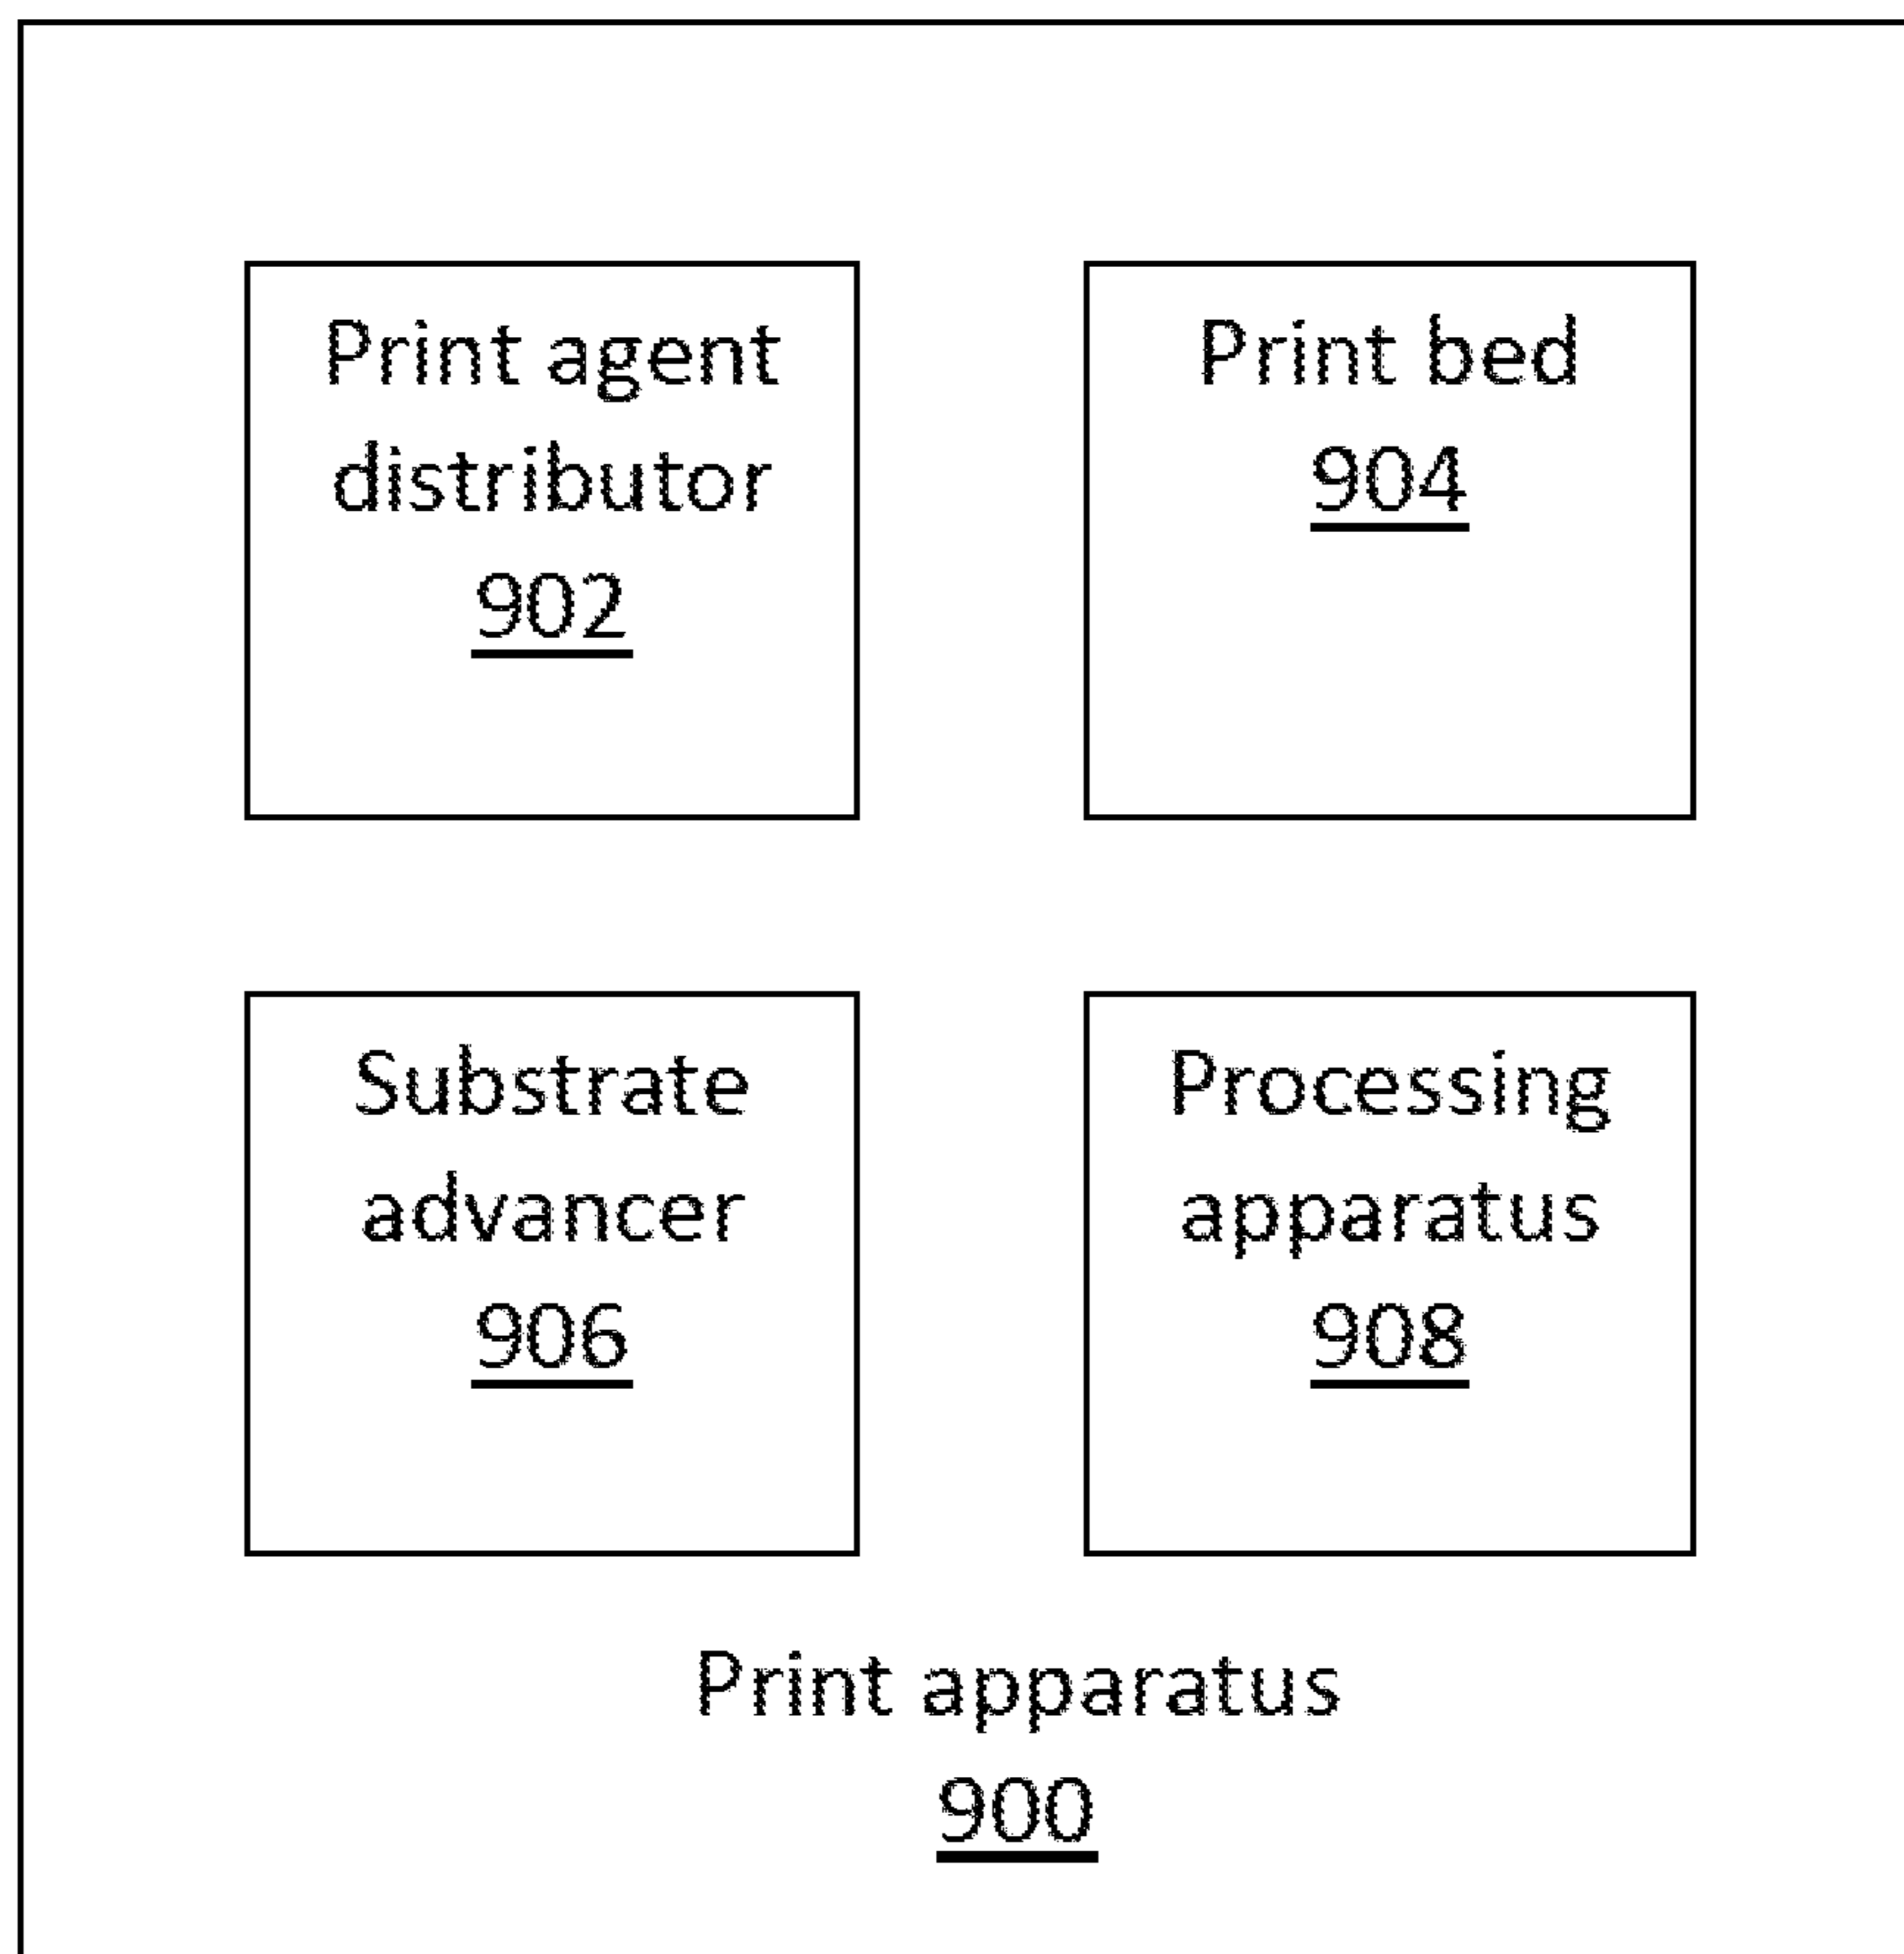 Print agent
distributor
902
Print bed
904
Substrate
advancer
906
Processing
apparatus
908
Print apparatus
900